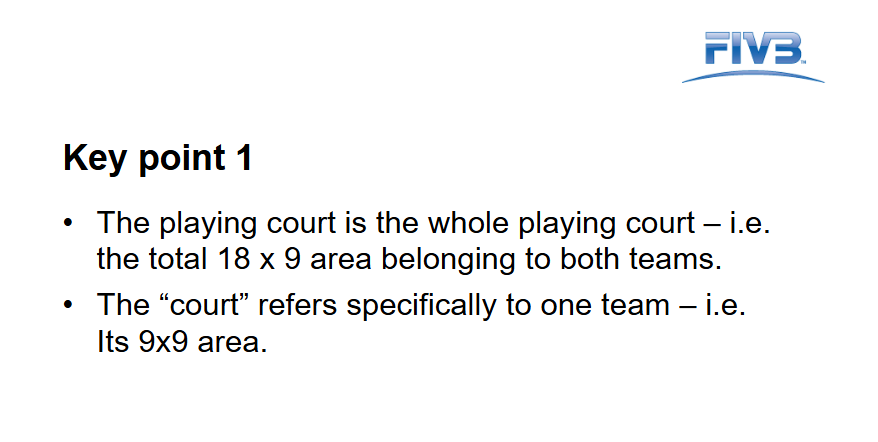 FIVB™
Key point 1
• The playing court is the whole playing court – i.e.
the total 18 x 9 area belonging to both teams.
• The “court” refers specifically to one team – i.e.
Its 9x9 area.